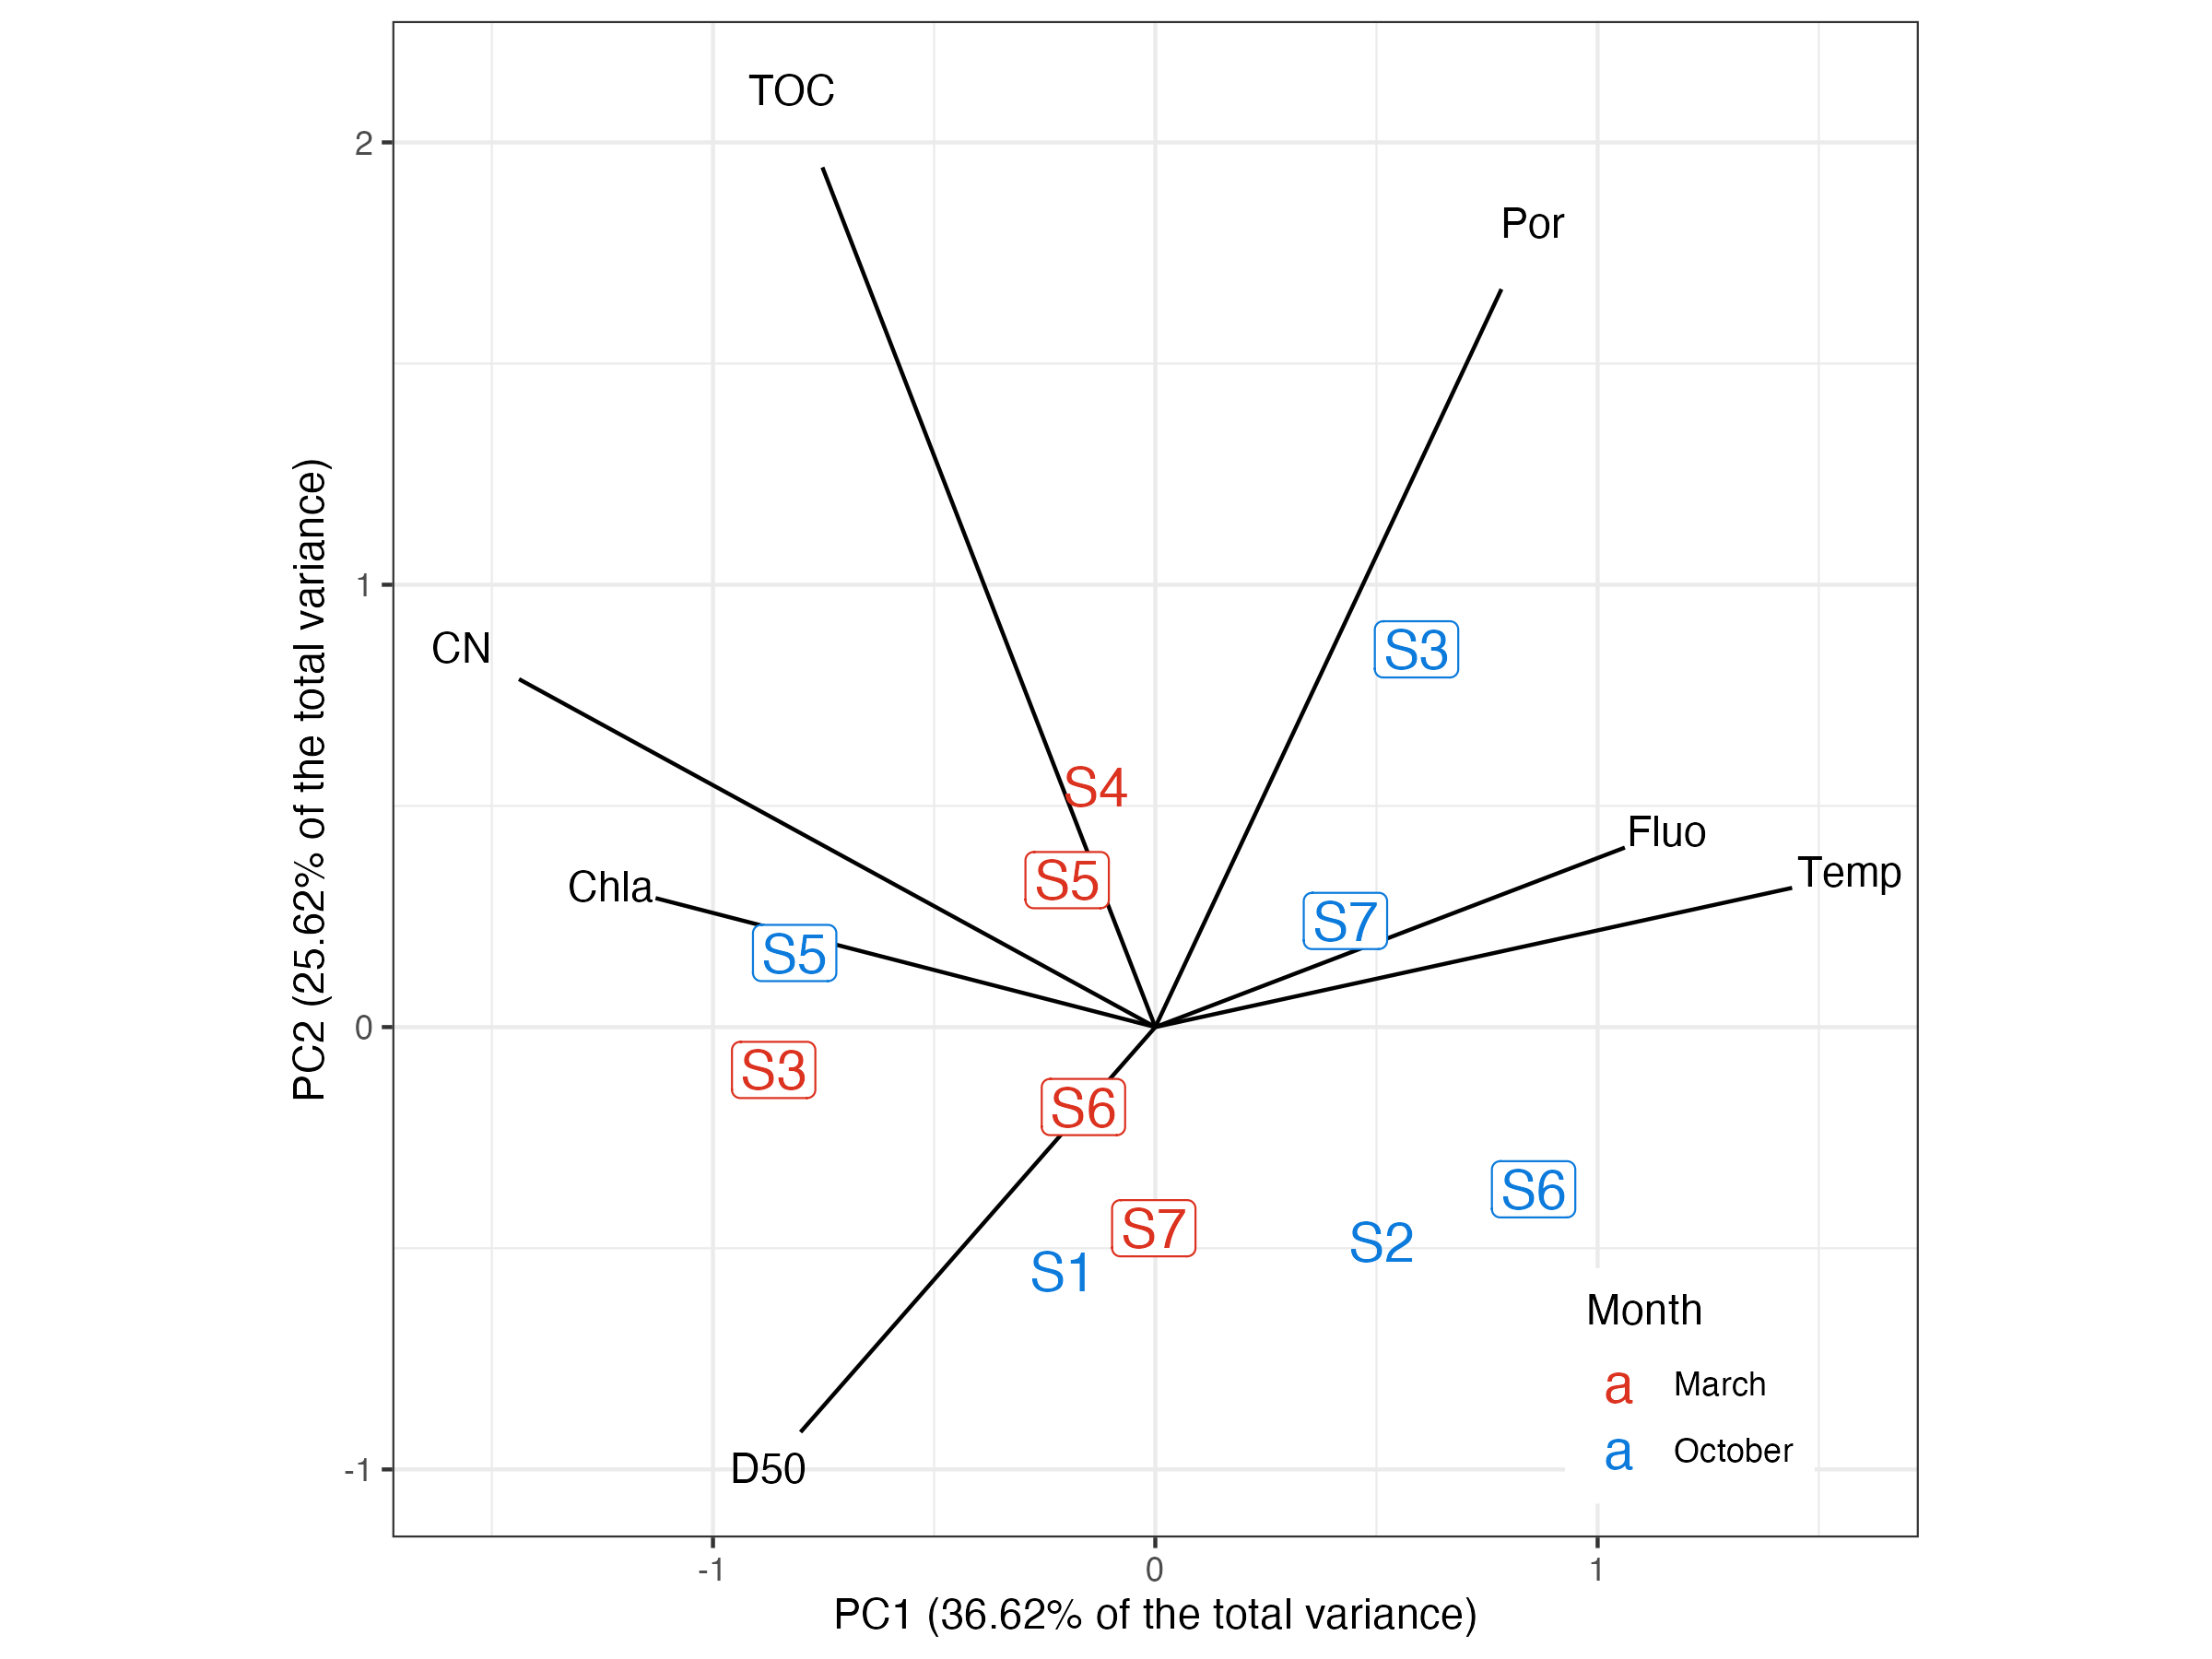 TOC
2
Por
1
CN
S3
S4
Fluo
Temp
Chla
S5
S7
S5
0
S3
S6
S6
S7
S2
S1
Month
a March
a October
D50
-1
-1
0
1
PC1 (36.62% of the total variance)
PC2 (25.62% of the total variance)